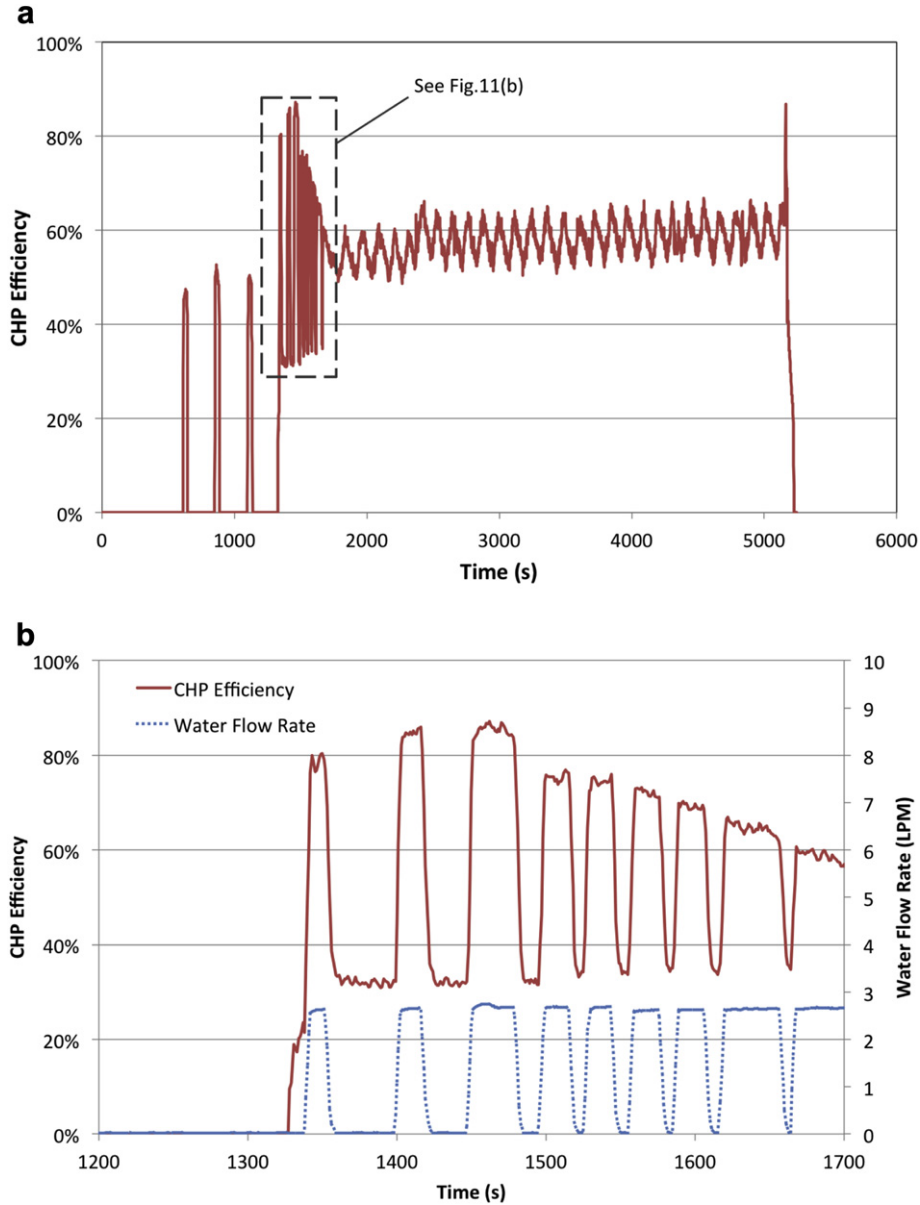 a
100%
80%
60%
40%
20%
0%
CHP Efficiency
See Fig.11(b)
0 1000 2000 3000 4000 5000 6000
Time (s)
b
100%
80%
60%
40%
20%
0%
CHP Efficiency
CHP Efficiency
Water Flow Rate
10
9
8
7
6
5
4
3
2
1
0
Water Flow Rate (LPM)
1200 1300 1400 1500 1600 1700
Time (s)